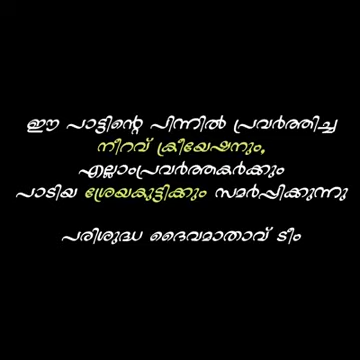 ഈ പാട്ടിന്റെ പിന്നിൽ പ്രവർത്തിച്ച
നീറവ് ക്രീയേഷനും,
എല്ലാംപ്രവർത്തകർക്കും
പാടിയ ശ്രേയകുട്ടിക്കും സമർപ്പിക്കുന്നു
പരിശുദ്ധ ദൈവമാതാവ് ടീം